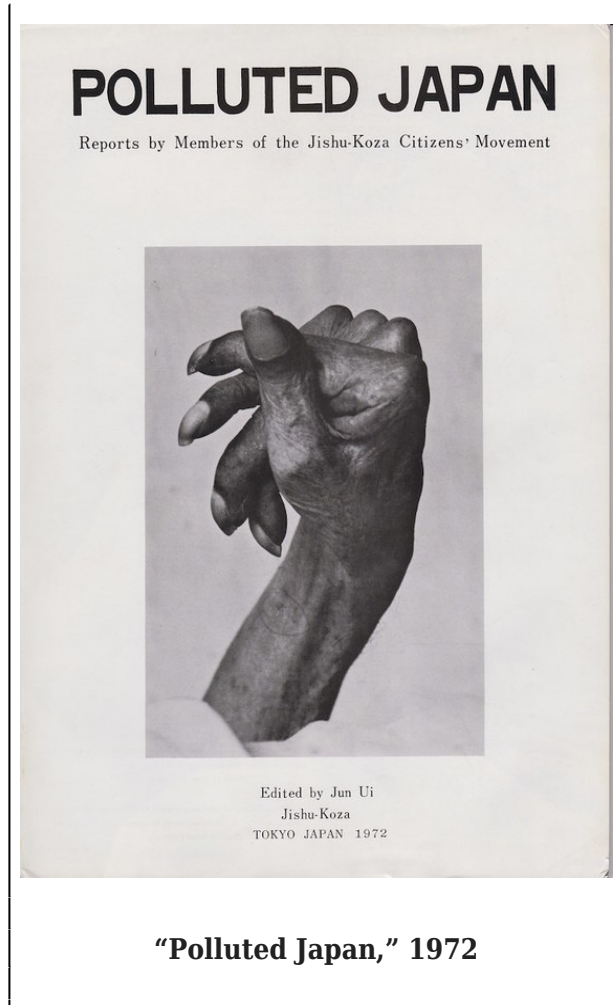 POLLUTED JAPAN
Reports by Members of the Jishu-Koza Citizens' Movement
Edited by Jun Ui
Jishu-Koza
TOKYO JAPAN 1972
“Polluted Japan,” 1972